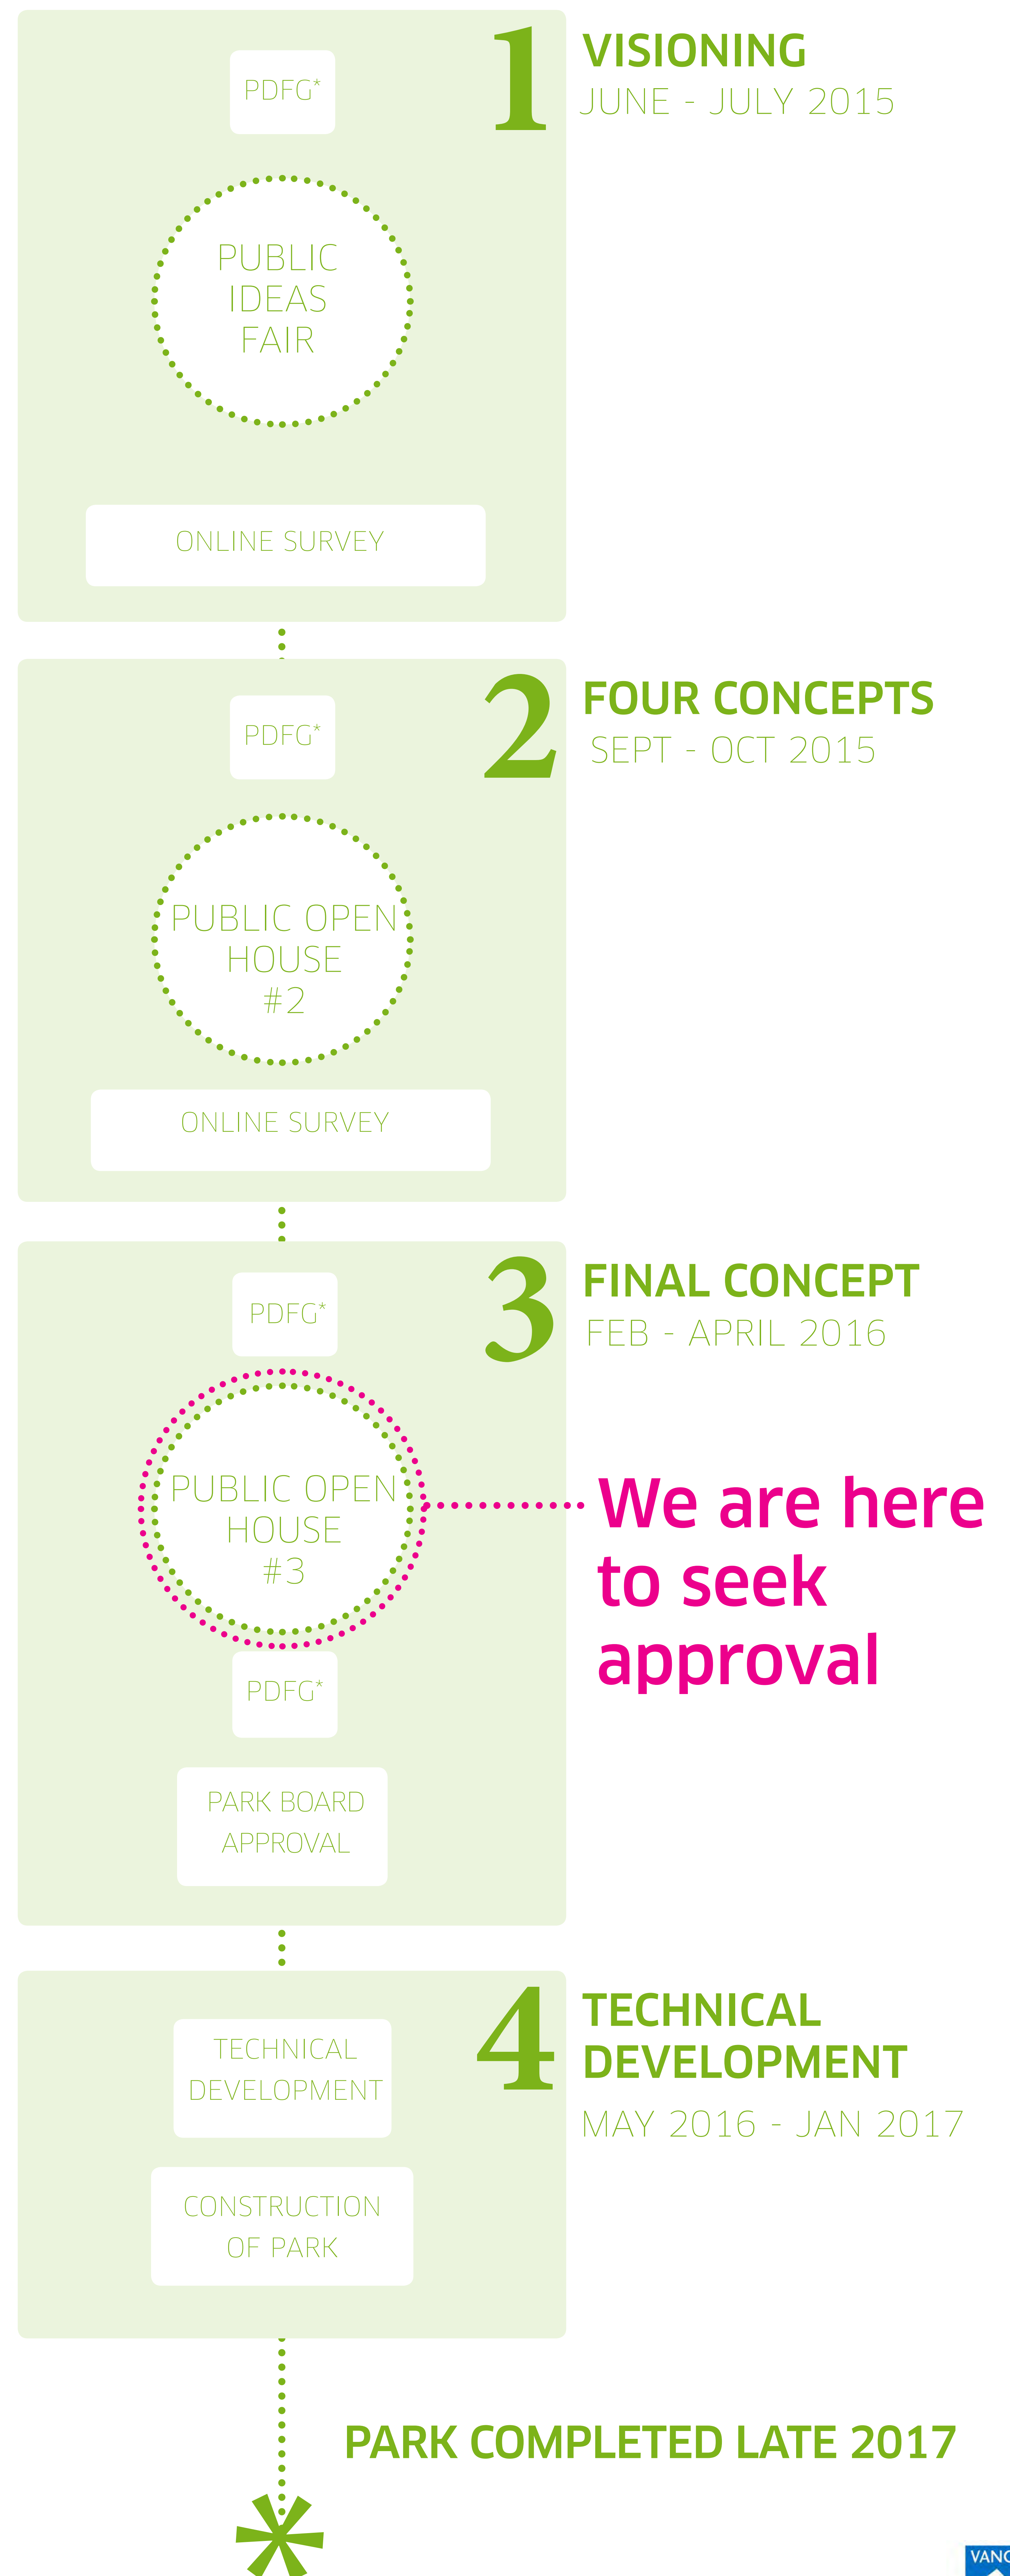 1
VISIONING
JUNE - JULY 2015
PDFG*
PUBLIC
IDEAS
FAIR
ONLINE SURVEY
2
FOUR CONCEPTS
SEPT - OCT 2015
PDFG*
PUBLIC OPEN
HOUSE
#2
ONLINE SURVEY
3
FINAL CONCEPT
FEB - APRIL 2016
PDFG*
PUBLIC OPEN
HOUSE
#3
We are here
to seek
approval
PDFG*
PARK BOARD
APPROVAL
4
TECHNICAL
DEVELOPMENT
MAY 2016 - JAN 2017
TECHNICAL
DEVELOPMENT
CONSTRUCTION
OF PARK
PARK COMPLETED LATE 2017
*